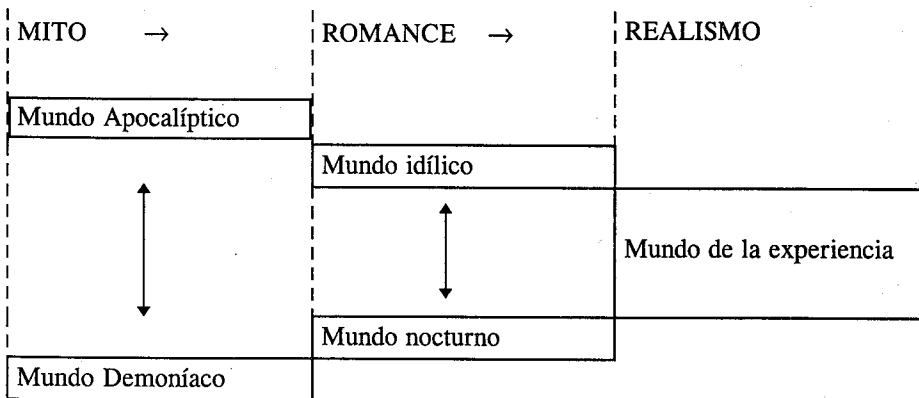 MITO → ROMANCE → REALISMO
Mundo Apocalíptico
Mundo idílico
Mundo de la experiencia
Mundo nocturno
Mundo Demoníaco